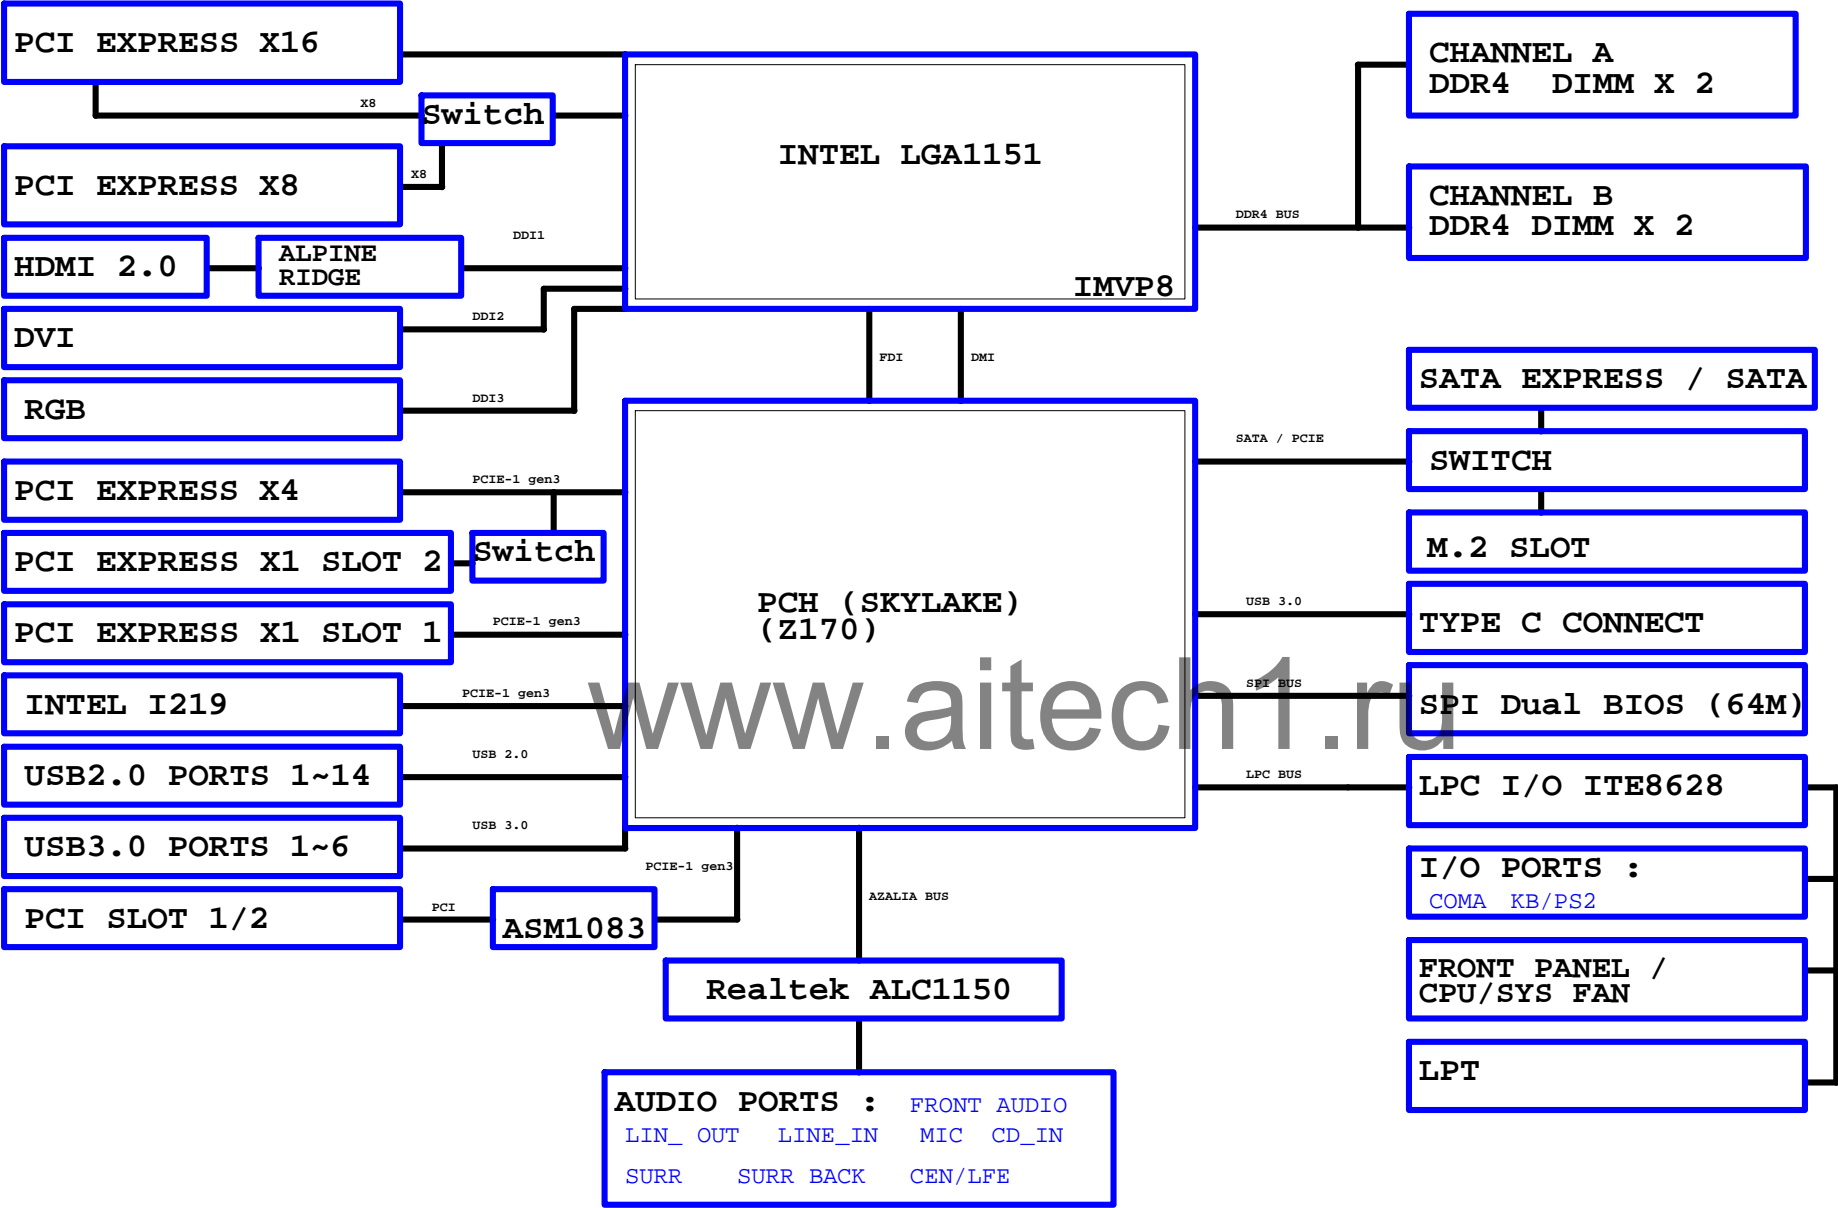 PCI EXPRESS X16
X8
Switch
PCI EXPRESS X8
X8
HDMI 2.0
ALPINE
RIDGE
DDI1
DVI
DDI2
RGB
DDI3
INTEL LGA1151
IMVP8
DDR4 BUS
CHANNEL A
DDR4 DIMM X 2
CHANNEL B
DDR4 DIMM X 2
FDI
DMI
PCI EXPRESS X4
PCIE-1 gen3
PCI EXPRESS X1 SLOT 2
Switch
PCI EXPRESS X1 SLOT 1
PCIE-1 gen3
INTEL I219
PCIE-1 gen3
USB2.0 PORTS 1~14
USB 2.0
USB3.0 PORTS 1~6
USB 3.0
PCI SLOT 1/2
PCI
ASM1083
PCIE-1 gen3
PCH (SKYLAKE)
(Z170)
www.aitech1.ru
SATA / PCIE
SATA EXPRESS / SATA
SWITCH
M.2 SLOT
USB 3.0
TYPE C CONNECT
SPI BUS
SPI Dual BIOS (64M)
LPC BUS
LPC I/O ITE8628
I/O PORTS :
COMA KB/PS2
FRONT PANEL /
CPU/SYS FAN
LPT
AZALIA BUS
Realtek ALC1150
AUDIO PORTS : FRONT AUDIO
LIN_ OUT LINE_IN MIC CD_IN
SURR SURR BACK CEN/LFE